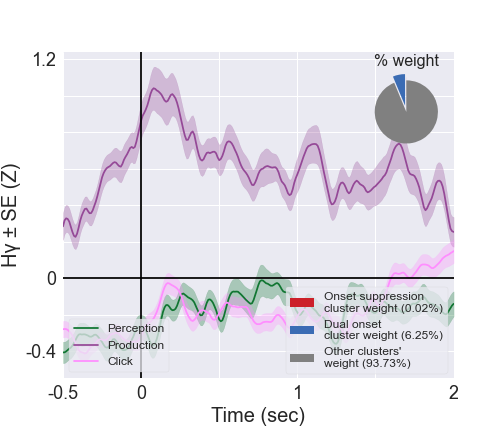 % weight
1.2
0
-0.4
Hγ ± SE (Z)
Perception
Production
Click
Onset suppression
cluster weight (0.02%)
Dual onset
cluster weight (6.25%)
Other clusters'
weight (93.73%)
-0.5
0
1
2
Time (sec)